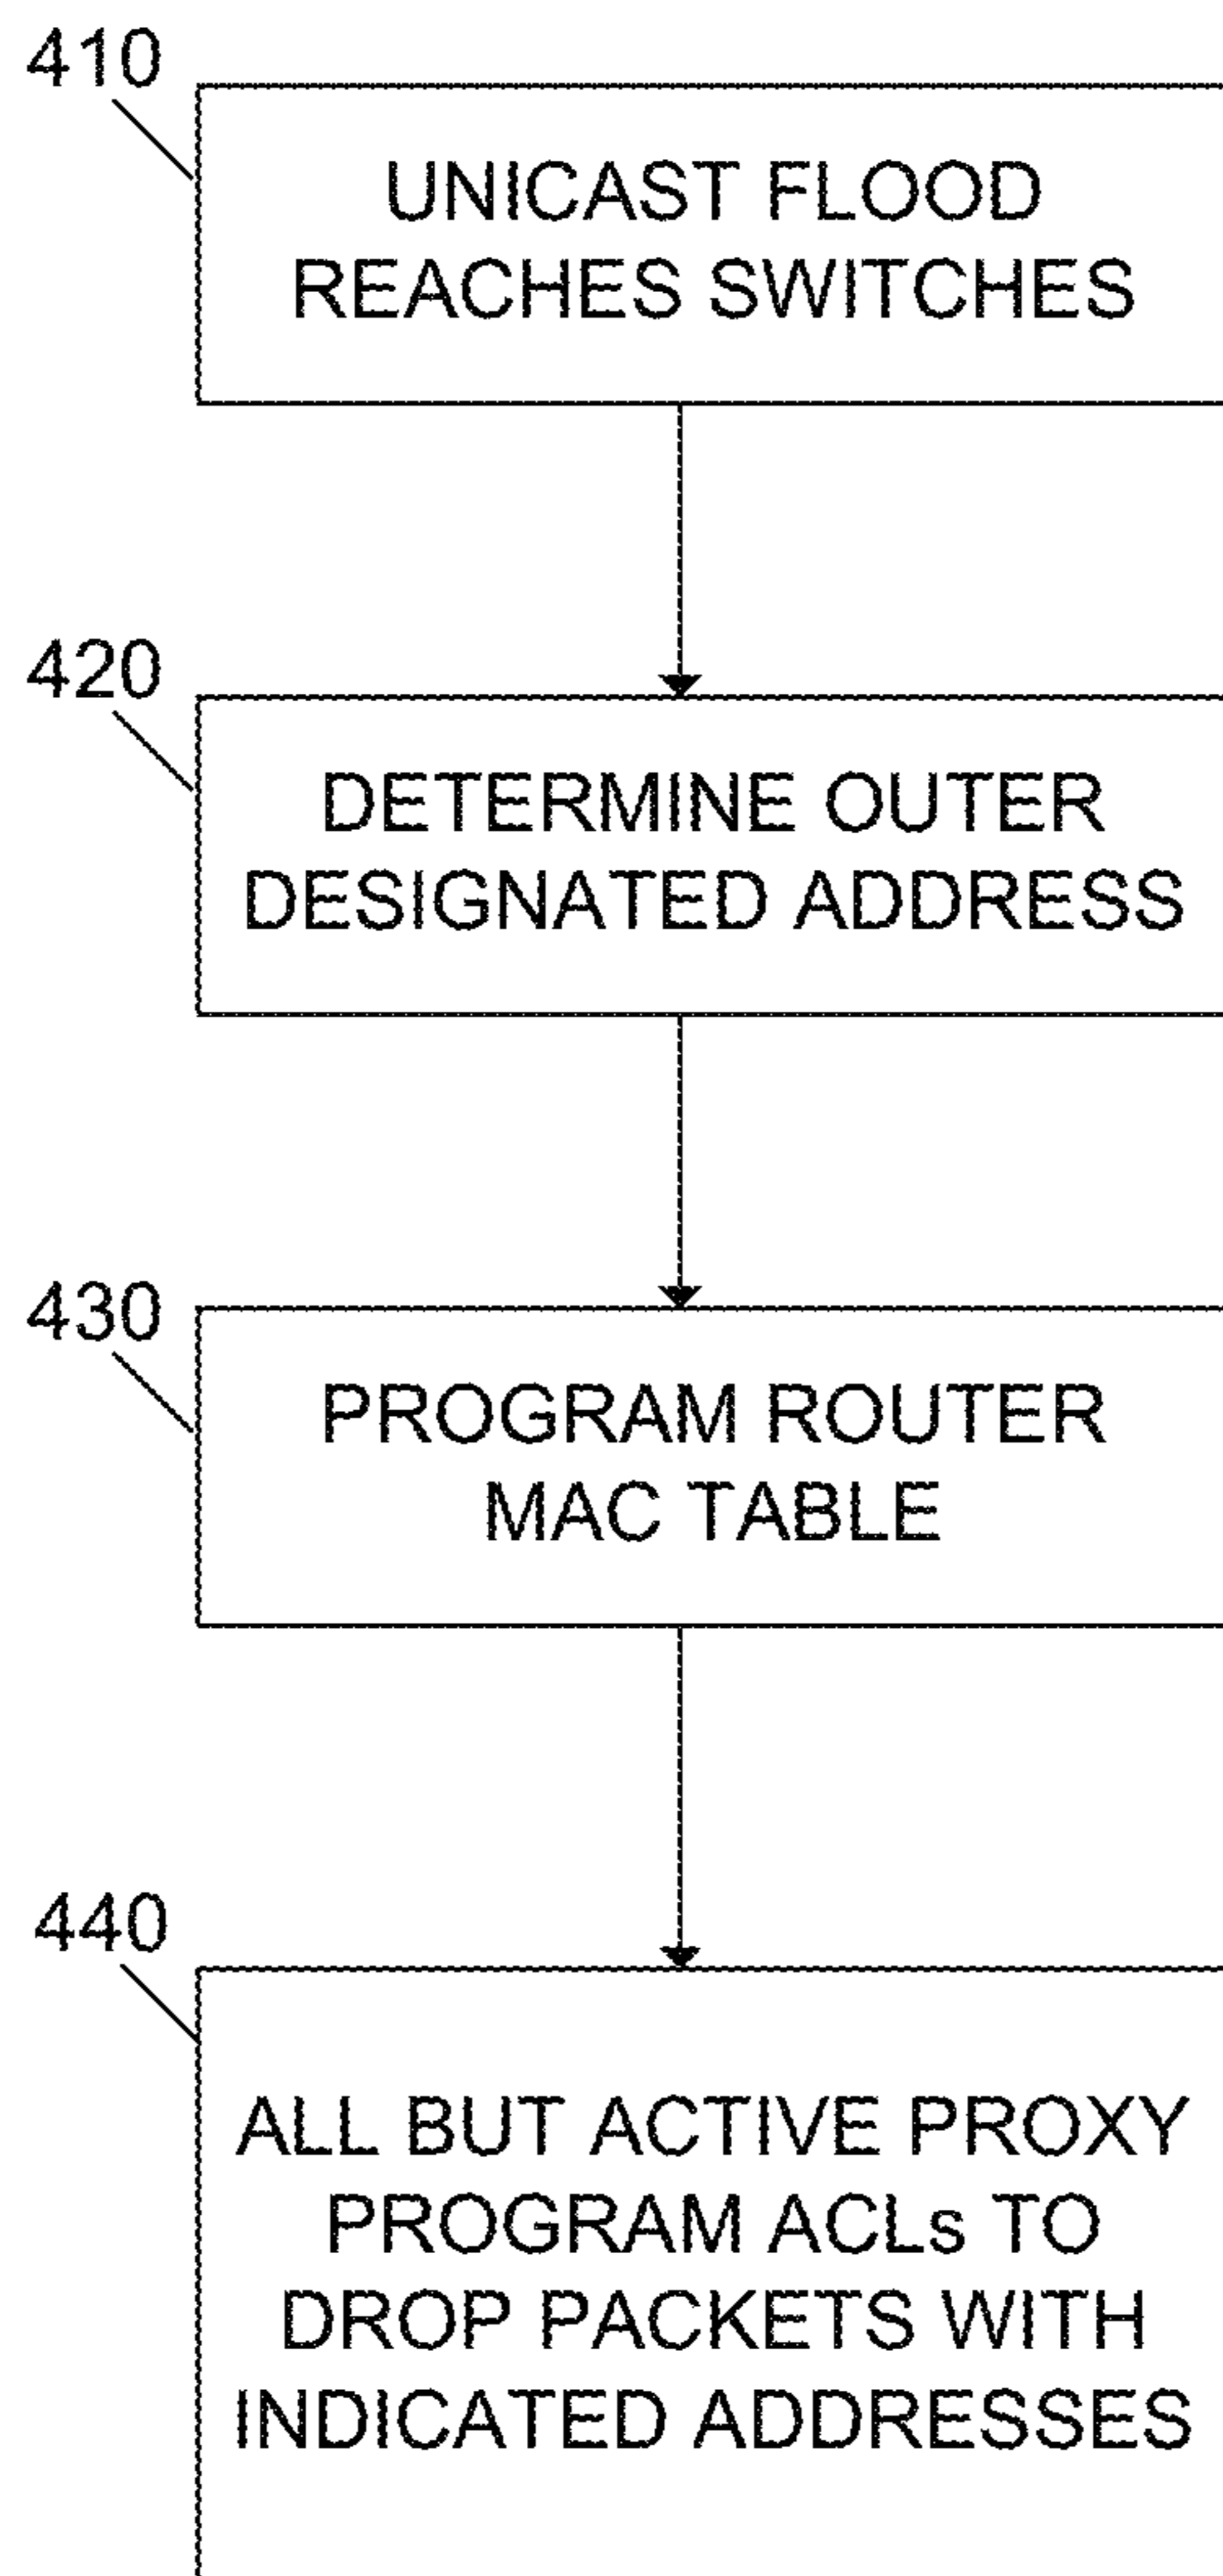 410
UNICAST FLOOD
REACHES SWITCHES
420
DETERMINE OUTER
DESIGNATED ADDRESS
430
PROGRAM ROUTER
MAC TABLE
440
ALL BUT ACTIVE PROXY
PROGRAM ACLs TO
DROP PACKETS WITH
INDICATED ADDRESSES